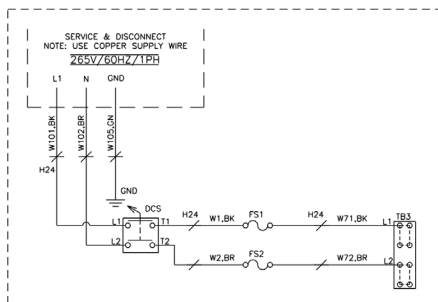 SERVICE & DISCONNECT
NOTE: USE COPPER SUPPLY WIRE
265V/60HZ/1PH
L1 N GND
W101,BK
W102,BR
W105,GN
H24
GND
DCS
L1 T1 H24 W1,BK FS1 H24 W71,BK L1 TB3
L2 T2 W2,BR FS2 W72,BR L2